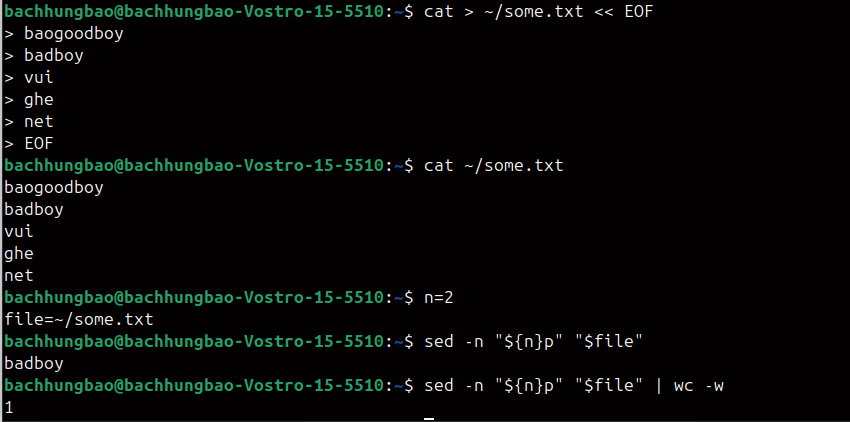 bachhungbao@bachhungbao-Vostro-15-5510:~$ cat > ~/some.txt << EOF
> baogoodboy
> badboy
> vui
> ghe
> net
> EOF
bachhungbao@bachhungbao-Vostro-15-5510:~$ cat ~/some.txt
baogoodboy
badboy
vui
ghe
net
bachhungbao@bachhungbao-Vostro-15-5510:~$ n=2
file=~/some.txt
bachhungbao@bachhungbao-Vostro-15-5510:~$ sed -n "${n}p" "$file"
badboy
bachhungbao@bachhungbao-Vostro-15-5510:~$ sed -n "${n}p" "$file" | wc -w
1